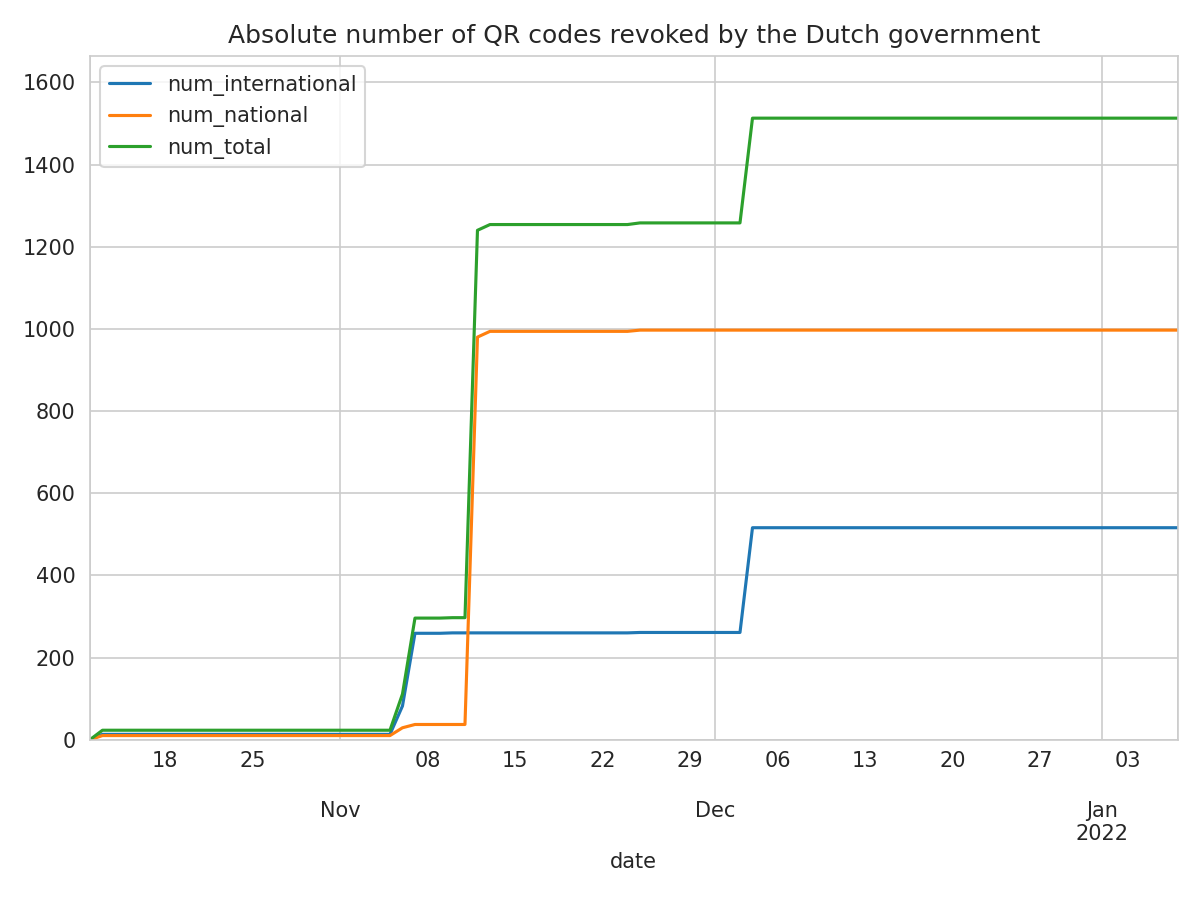 Absolute number of QR codes revoked by the Dutch government
num_international
num_national
num_total
1600
1400
1200
1000
800
600
400
200
0
18 25 08 15 22 29 06 13 20 27 03
Nov Dec Jan
2022
date